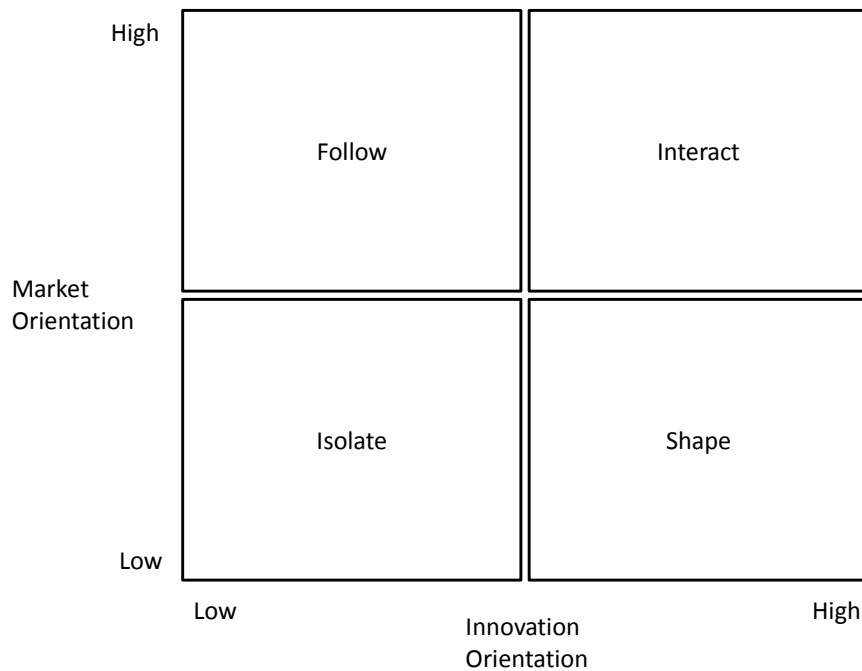 High
Follow
Interact
Market
Orientation
Isolate
Shape
Low
Low
High
Innovation
Orientation